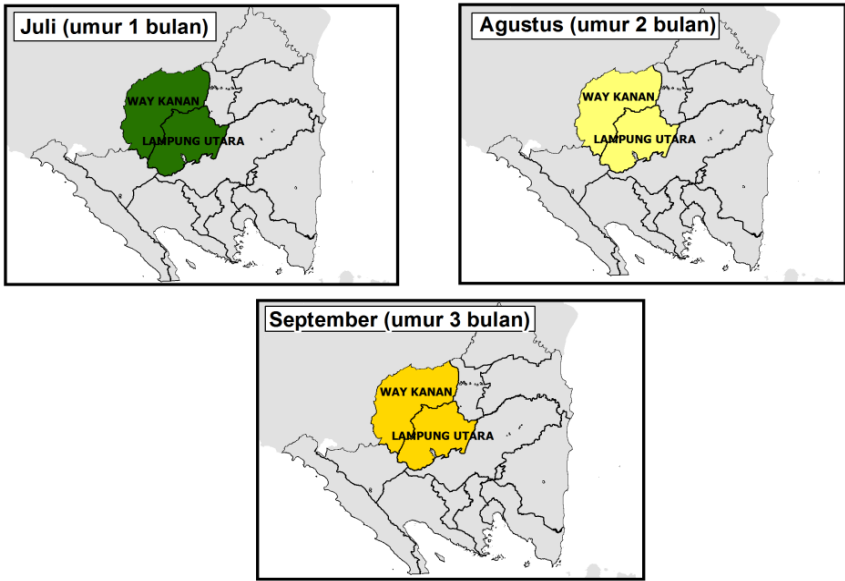 Juli (umur 1 bulan)
WAY KANAN
LAMPUNG UTARA
Agustus (umur 2 bulan)
WAY KANAN
LAMPUNG UTARA
September (umur 3 bulan)
WAY KANAN
LAMPUNG UTARA